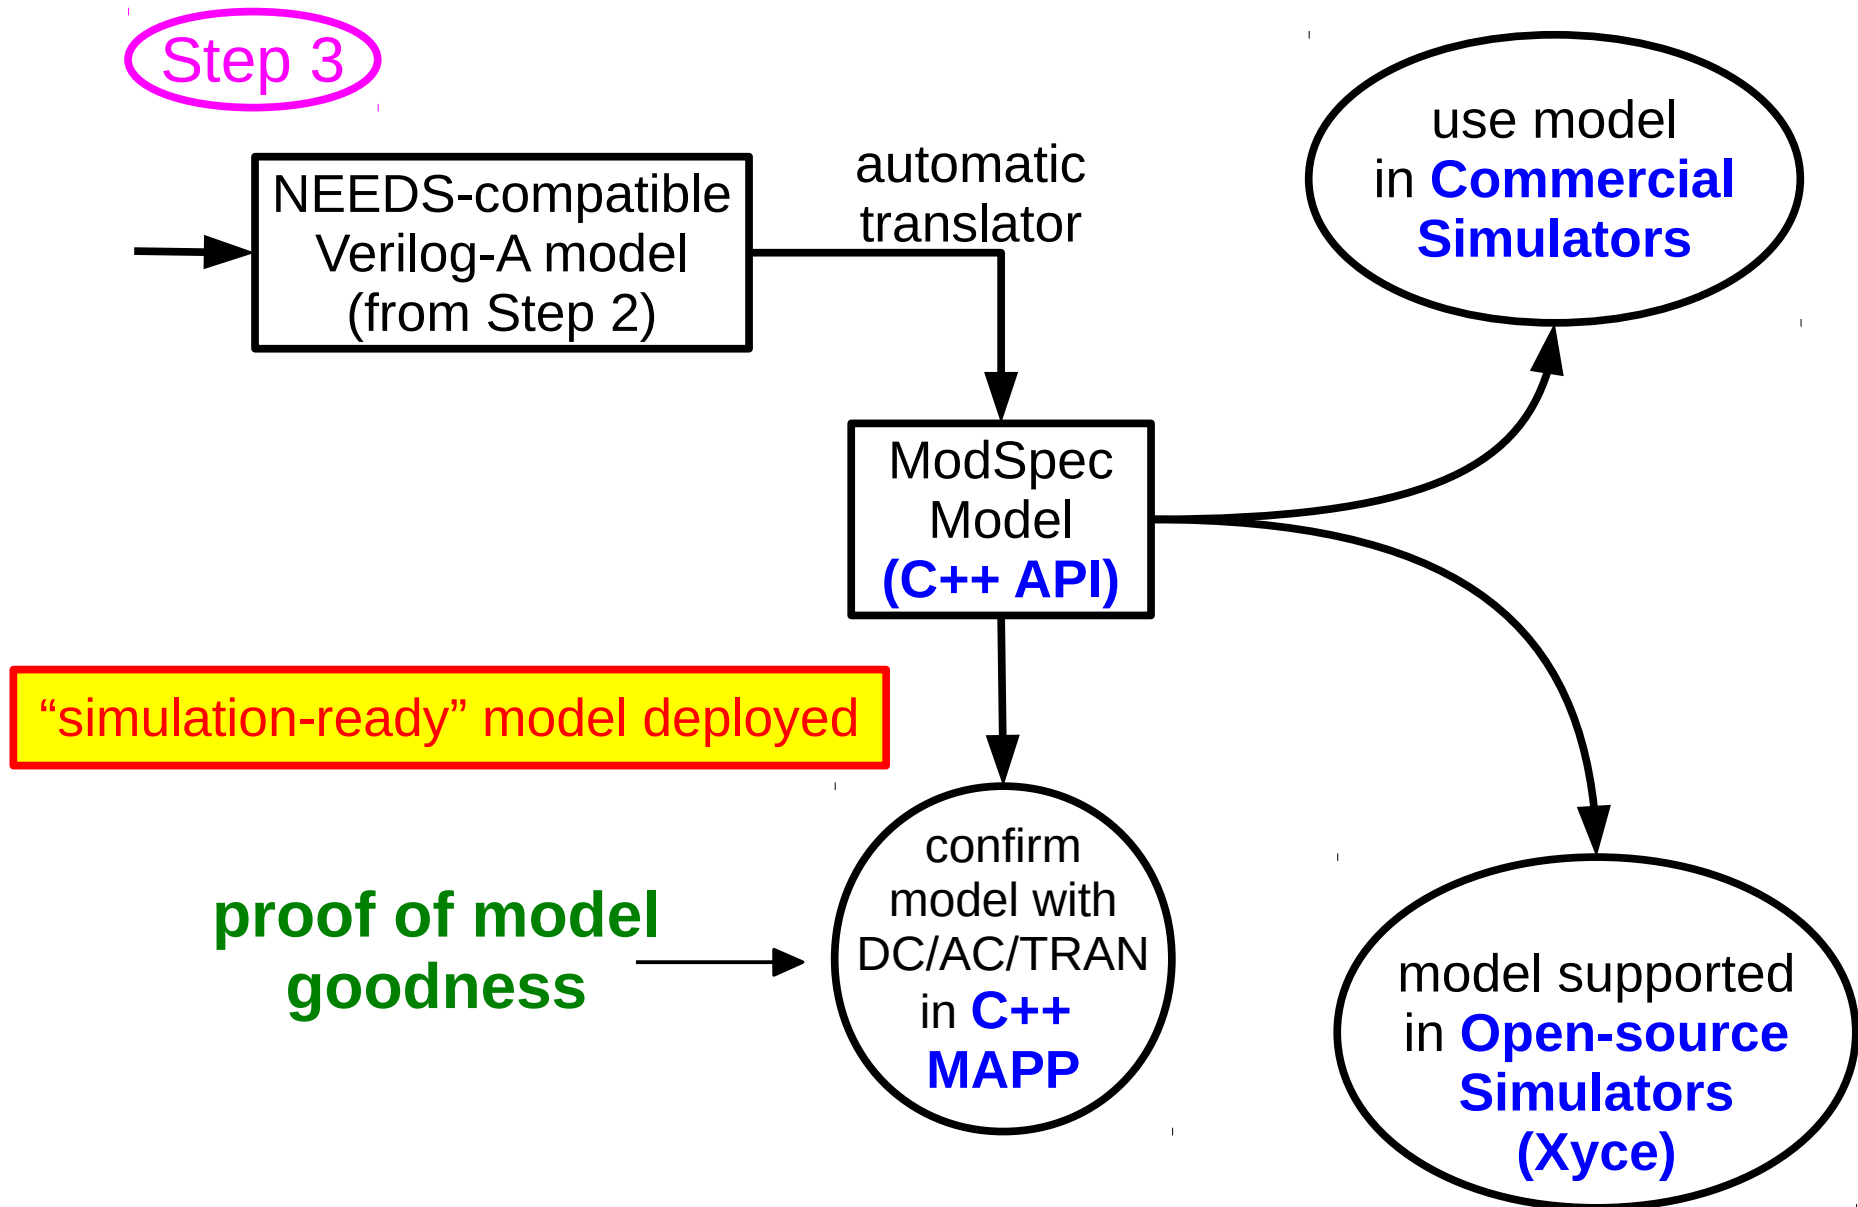 Step 3
NEEDS-compatible
Verilog-A model
(from Step 2)
automatic
translator
use model
in Commercial
Simulators
ModSpec
Model
(C++ API)
“simulation-ready” model deployed
proof of model
goodness
confirm
model with
DC/AC/TRAN
in C++
MAPP
model supported
in Open-source
Simulators
(Xyce)